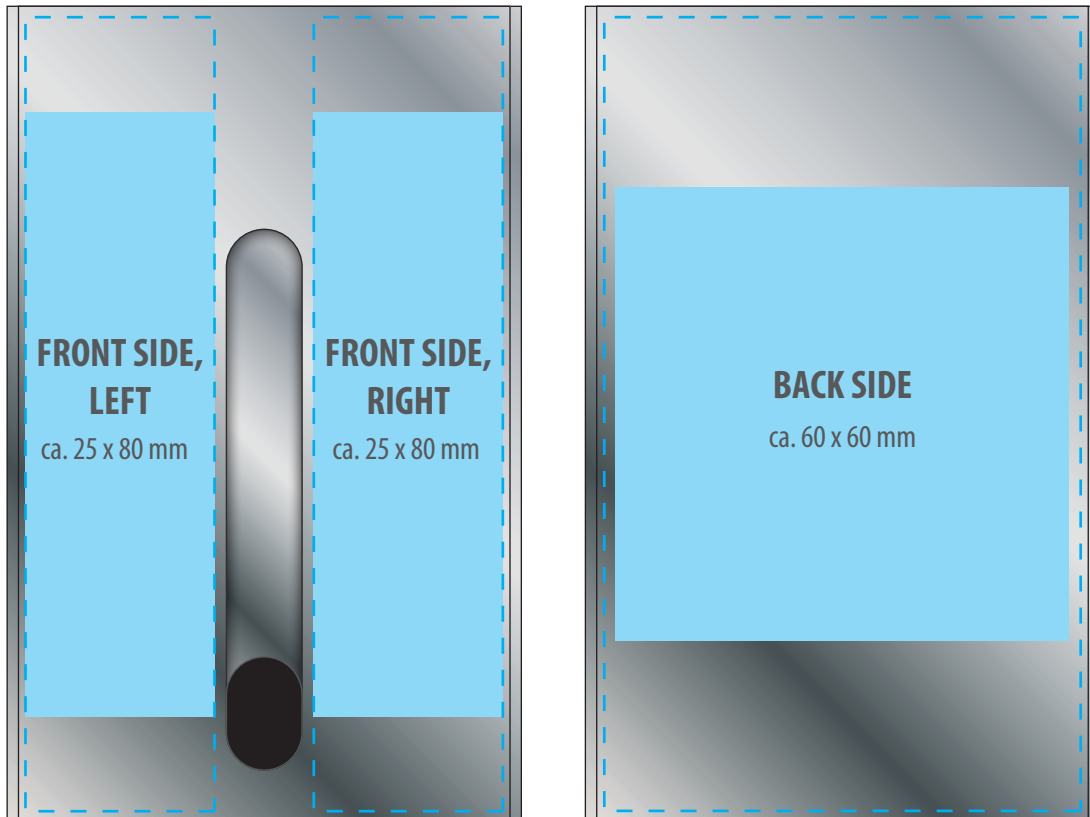 FRONT SIDE,
LEFT
ca. 25 x 80 mm
FRONT SIDE,
RIGHT
ca. 25 x 80 mm
BACK SIDE
ca. 60 x 60 mm